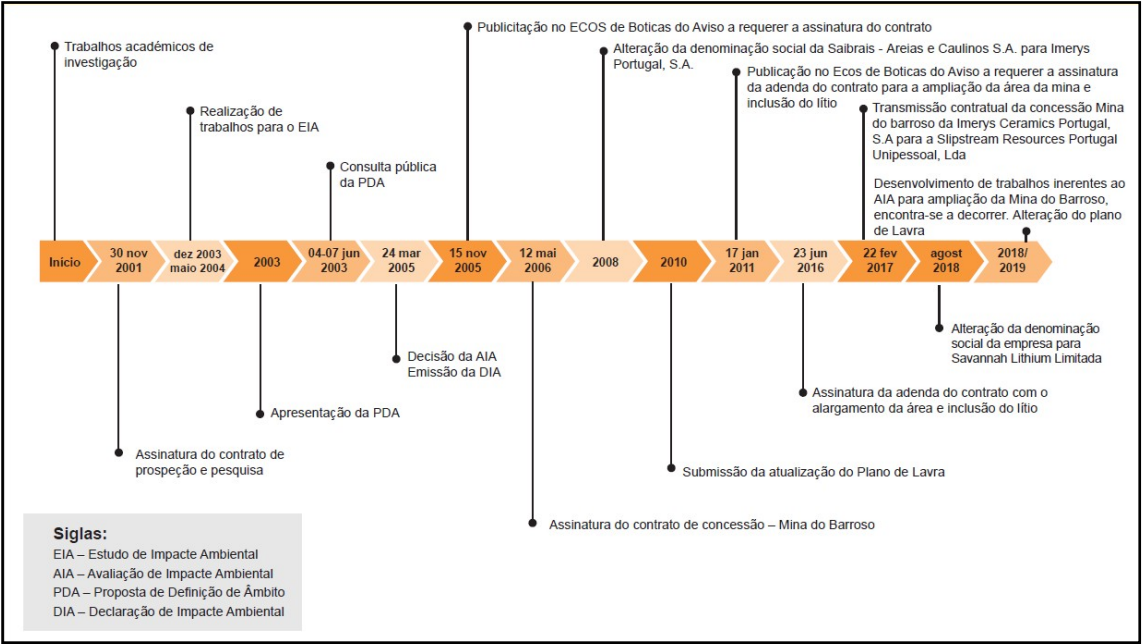 Publicitação no ECOS de Boticas do Aviso a requerer a assinatura do contrato
Trabalhos académicos de
investigação
Alteração da denominação social da Saibrais - Areias e Caulinos S.A. para Imerys
Portugal, S.A.
Publicação no Ecos de Boticas do Aviso a requerer a assinatura
da adenda do contrato para a ampliação da área da mina e
inclusão do lítio
Realização de
trabalhos para o EIA
Transmissão contratual da concessão Mina
do barroso da Imerys Ceramics Portugal,
S.A para a Slipstream Resources Portugal
Unipessoal, Lda
Consulta pública
da PDA
Desenvolvimento de trabalhos inerentes ao
AIA para ampliação da Mina do Barroso,
encontra-se a decorrer. Alteração do plano
de Lavra
Início
30 nov
2001
dez 2003
maio 2004
2003
04-07 jun
2003
24 mar
2005
15 nov
2005
12 mai
2006
2008
2010
17 jan
2011
23 jun
2016
22 fev
2017
agost
2018
2018/
2019
Alteração da denominação
social da empresa para
Savannah Lithium Limitada
Decisão da AIA
Emissão da DIA
Assinatura da adenda do contrato com o
alargamento da área e inclusão do lítio
Apresentação da PDA
Assinatura do contrato de
prospeção e pesquisa
Submissão da atualização do Plano de Lavra
Assinatura do contrato de concessão – Mina do Barroso
Siglas:
EIA – Estudo de Impacte Ambiental
AIA – Avaliação de Impacte Ambiental
PDA – Proposta de Definição de Âmbito
DIA – Declaração de Impacte Ambiental